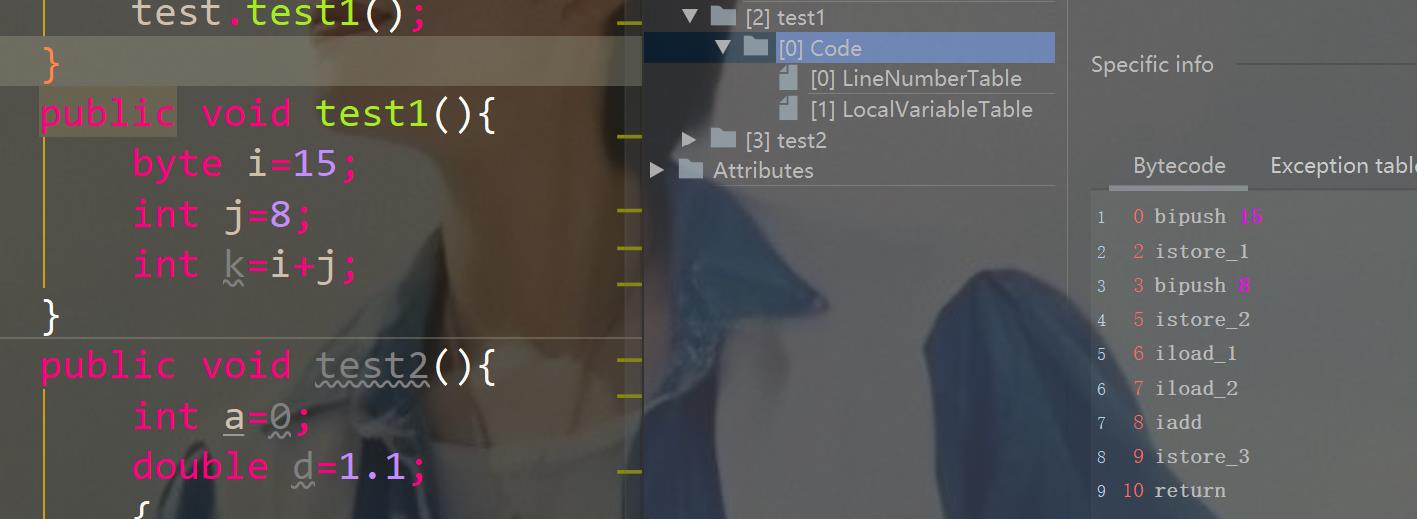 test.test1();
}
public void test1(){
byte i=15;
int j=8;
int k=i+j;
}
public void test2(){
int a=0;
double d=1.1;
{
[2] test1
[0] Code
[0] LineNumberTable
[1] LocalVariableTable
[3] test2
Attributes
Specific info
Bytecode Exception table
1 0 bipush 15
2 2 istore_1
3 3 bipush 8
4 5 istore_2
5 6 iload_1
6 7 iload_2
7 8 iadd
8 9 istore_3
9 10 return